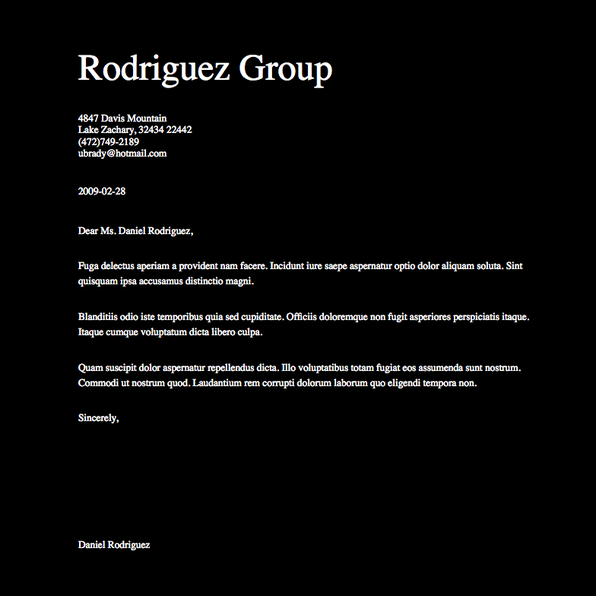 Rodriguez Group
4847 Davis Mountain
Lake Zachary, 32434 22442
(472)749-2189
ubrady@hotmail.com
2009-02-28
Dear Ms. Daniel Rodriguez,
Fuga delectus aperiam a provident nam facere. Incidunt iure saepe aspernatur optio dolor aliquam soluta. Sint
quisquam ipsa accusamus distinctio magni.
Blanditiis odio iste temporibus quia sed cupiditate. Officiis doloremque non fugit asperiores perspiciatis itaque.
Itaque cumque voluptatum dicta libero culpa.
Quam suscipit dolor aspernatur repellendus dicta. Illo voluptatibus totam fugiat eos assumenda sunt nostrum.
Commodi ut nostrum quod. Laudantium rem corrupti dolorum laborum quo eligendi tempora non.
Sincerely,
Daniel Rodriguez